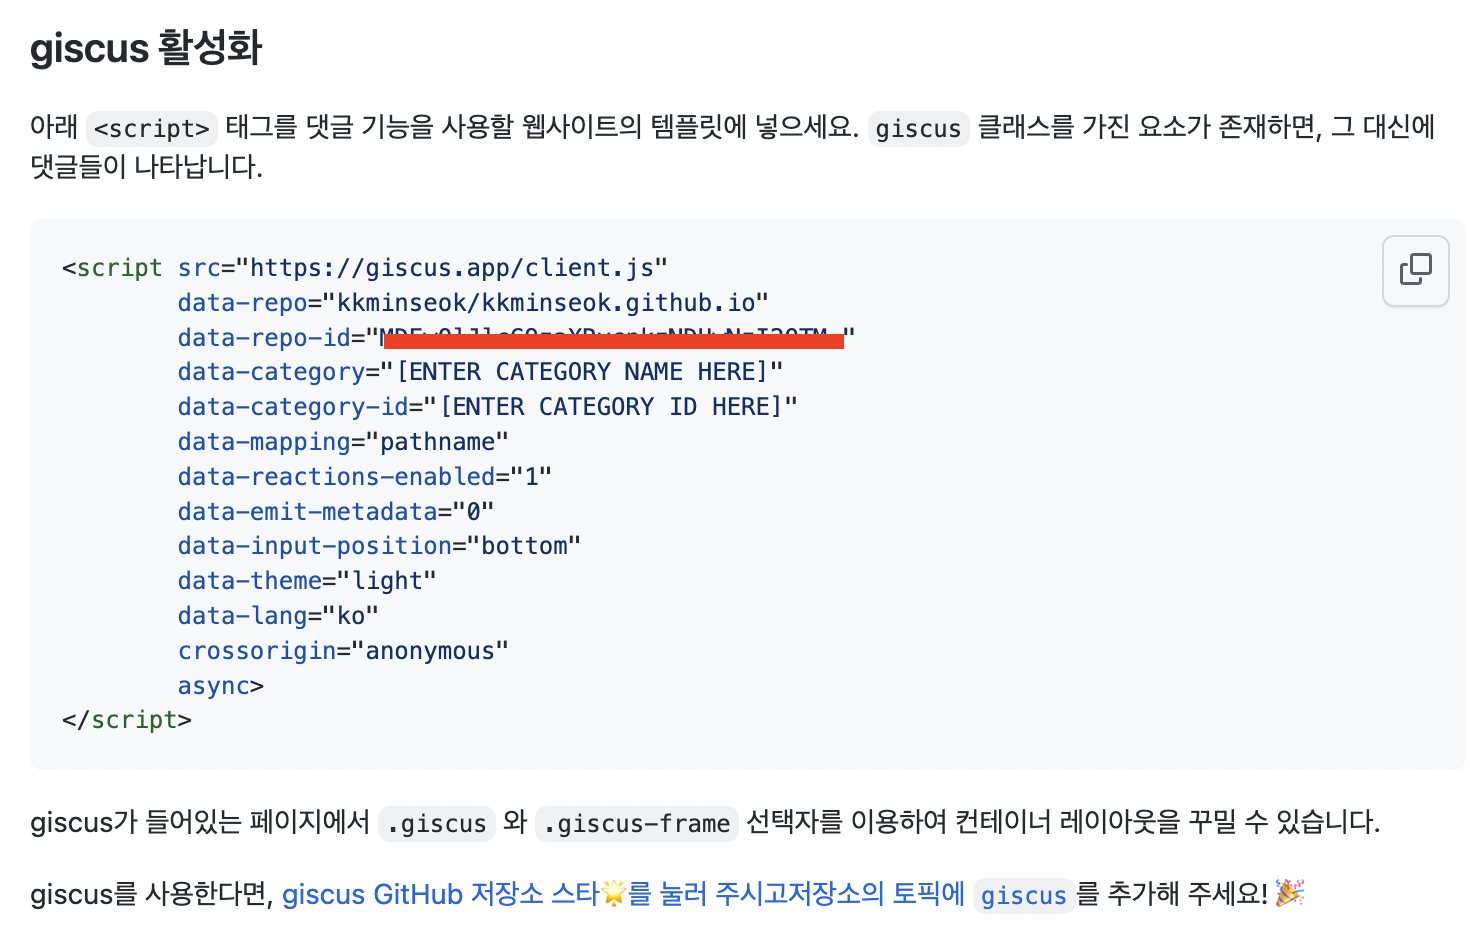 giscus 활성화
아래 <script> 태그를 댓글 기능을 사용할 웹사이트의 템플릿에 넣으세요. giscus 클래스를 가진 요소가 존재하면, 그 대신에
댓글들이 나타납니다.
<script src="https://giscus.app/client.js"
data-repo="kkminseok/kkminseok.github.io"
data-repo-id="
data-category="[ENTER CATEGORY NAME HERE]"
data-category-id="[ENTER CATEGORY ID HERE]"
data-mapping="pathname"
data-reactions-enabled="1"
data-emit-metadata="0"
data-input-position="bottom"
data-theme="light"
data-lang="ko"
crossorigin="anonymous"
async>
</script>
giscus가 들어있는 페이지에서 .giscus 와 .giscus-frame 선택자를 이용하여 컨테이너 레이아웃을 꾸밀 수 있습니다.
giscus를 사용한다면, giscus GitHub 저장소 스타🌟를 눌러 주시고저장소의 토픽에 giscus를 추가해 주세요! 🎉